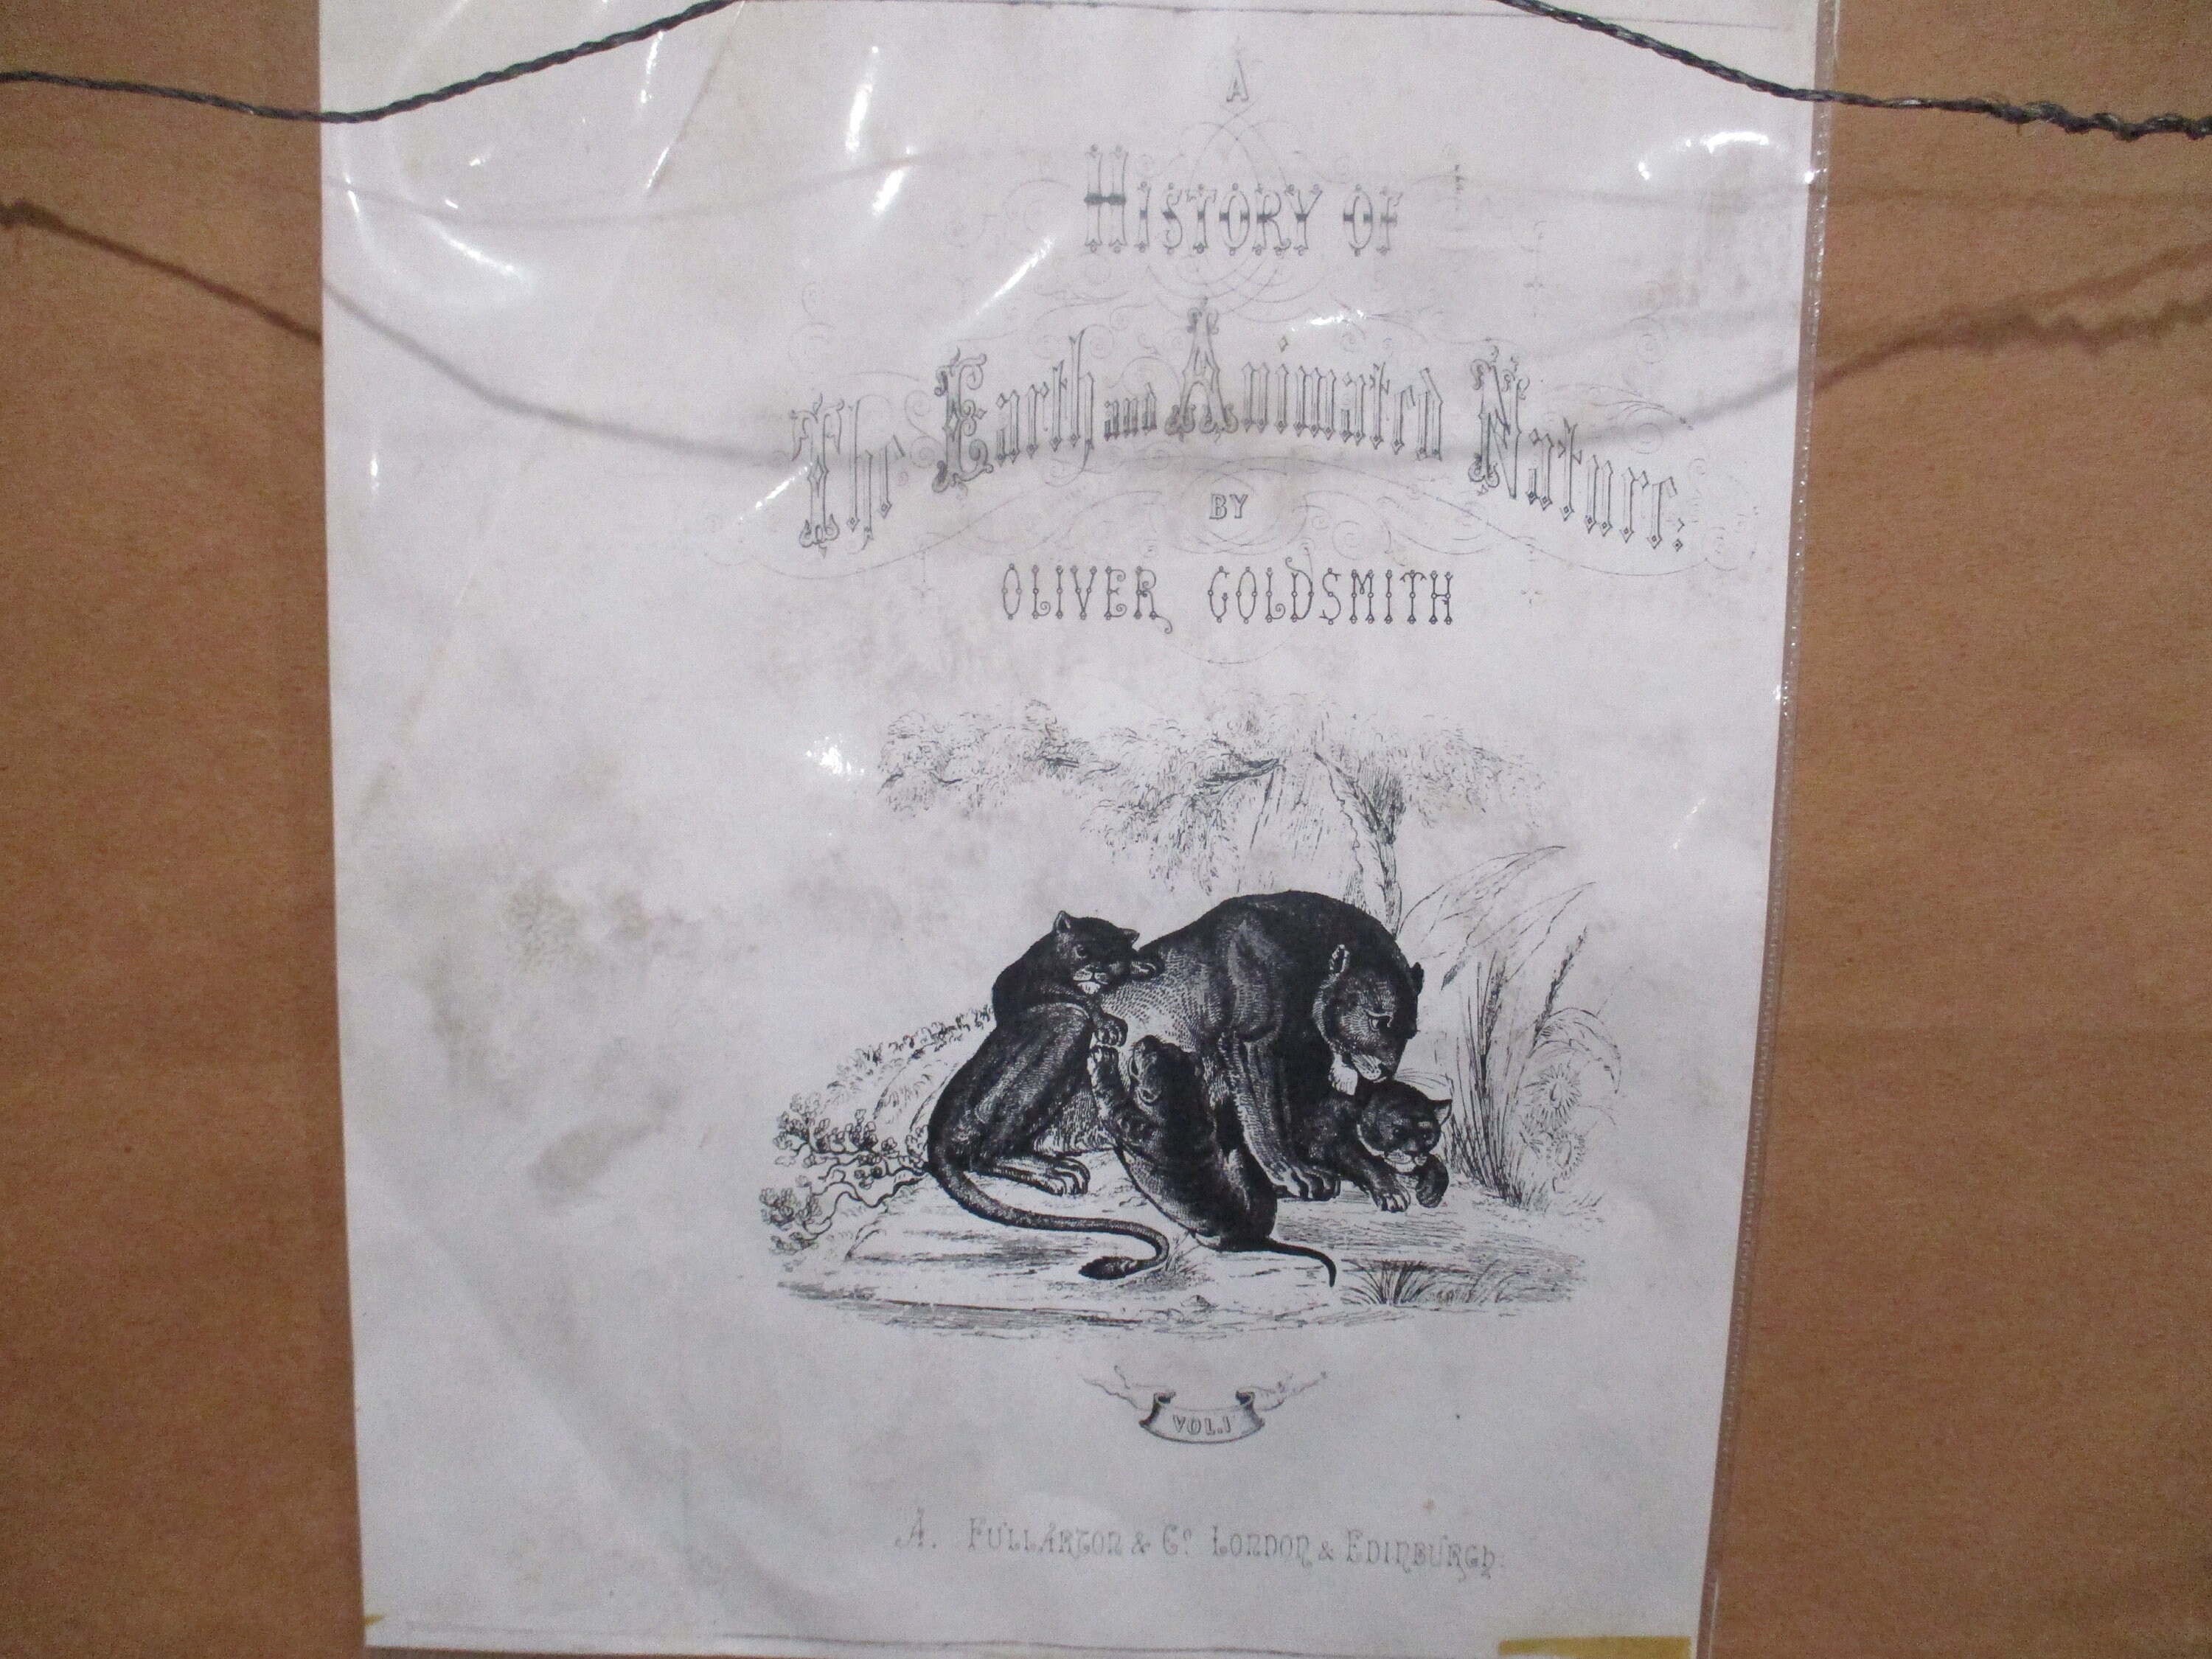 A
HISTORY OF
The Earth and Animated Nature:
BY
OLIVER GOLDSMITH
VOL. I
A. FULLARTON & Co. LONDON & EDINBURGH.